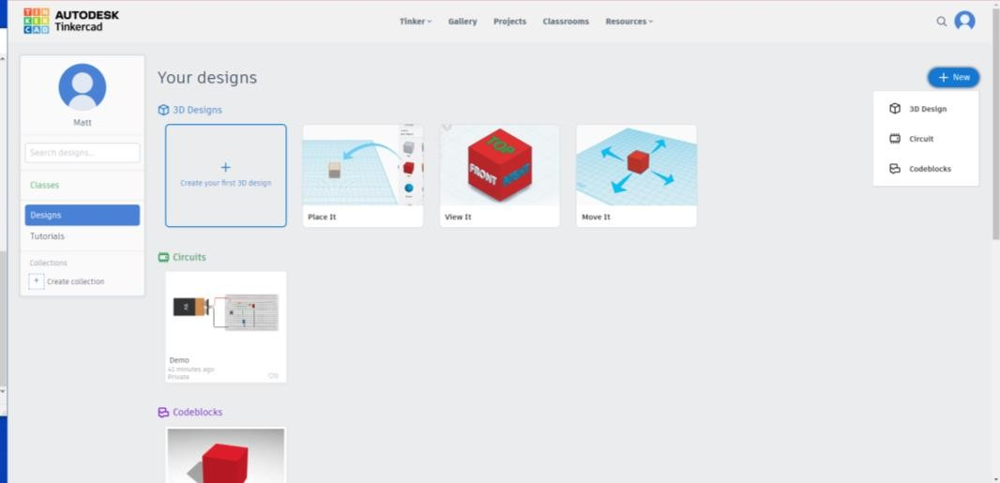 TIN
KER
CAD
AUTODESK
Tinkercad
Tinker
Gallery
Projects
Classrooms
Resources
Matt
Search designs...
Classes
Designs
Tutorials
Collections
+ Create collection
Your designs
+ New
3D Design
Circuit
Codeblocks
3D Designs
+
Create your first 3D design
Place It
TOP
FRONT
RIGHT
View It
Move It
Circuits
9V
Demo
41 minutes ago
Private
0
Codeblocks